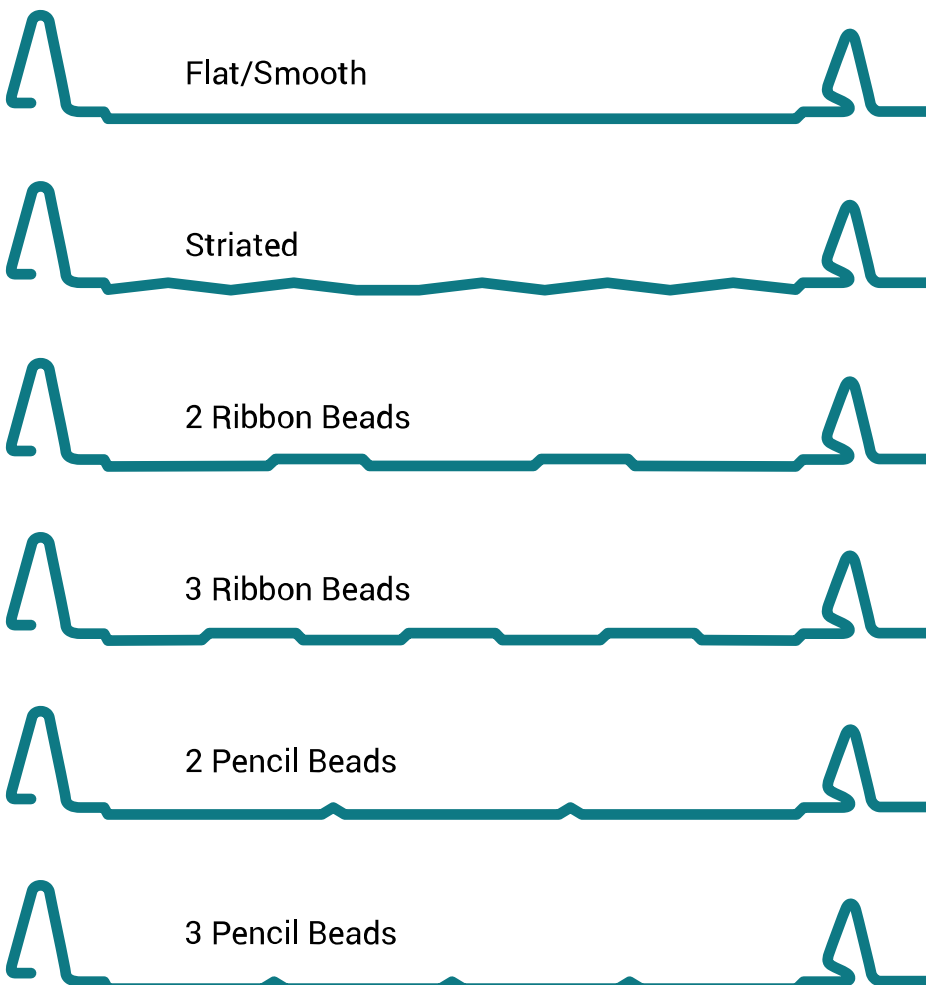 Flat/Smooth
Striated
2 Ribbon Beads
3 Ribbon Beads
2 Pencil Beads
3 Pencil Beads